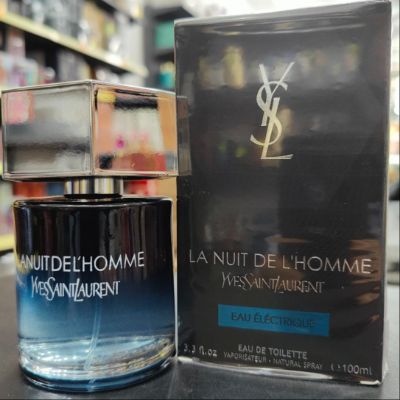 LA NUIT DE L'HOMME
YVESSAINTLAURENT
YSL
LA NUIT DE L'HOMME
YVESSAINTLAURENT
EAU ÉLECTRIQUE
EAU DE TOILETTE
3.3 fl.oz VAPORISATEUR • NATURAL SPRAY ℮100ml